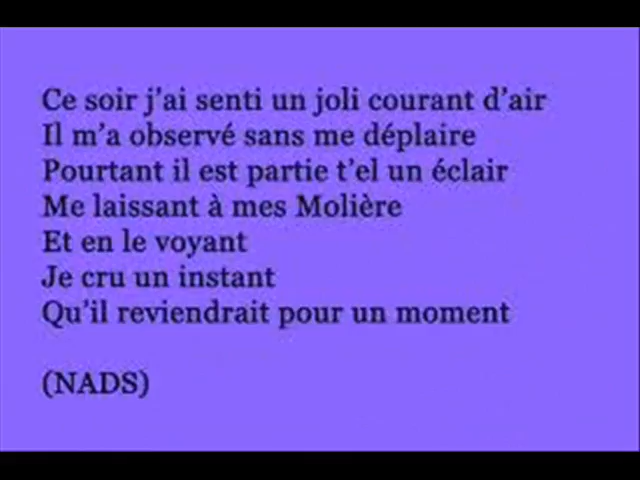 Ce soir j’ai senti un joli courant d’air
Il m’a observé sans me déplaire
Pourtant il est partie t’el un éclair
Me laissant à mes Molière
Et en le voyant
Je cru un instant
Qu’il reviendrait pour un moment
(NADS)